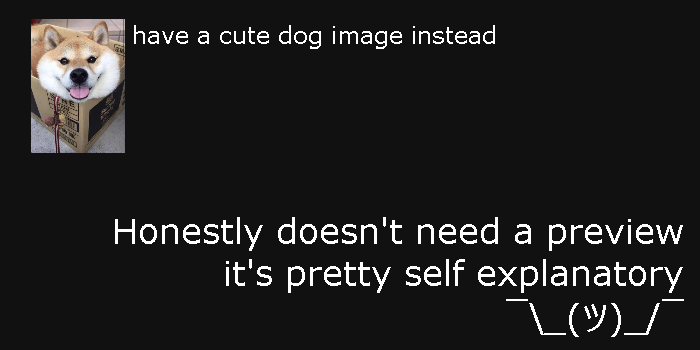 have a cute dog image instead
Honestly doesn't need a preview
it's pretty self explanatory
¯\_(ツ)_/¯